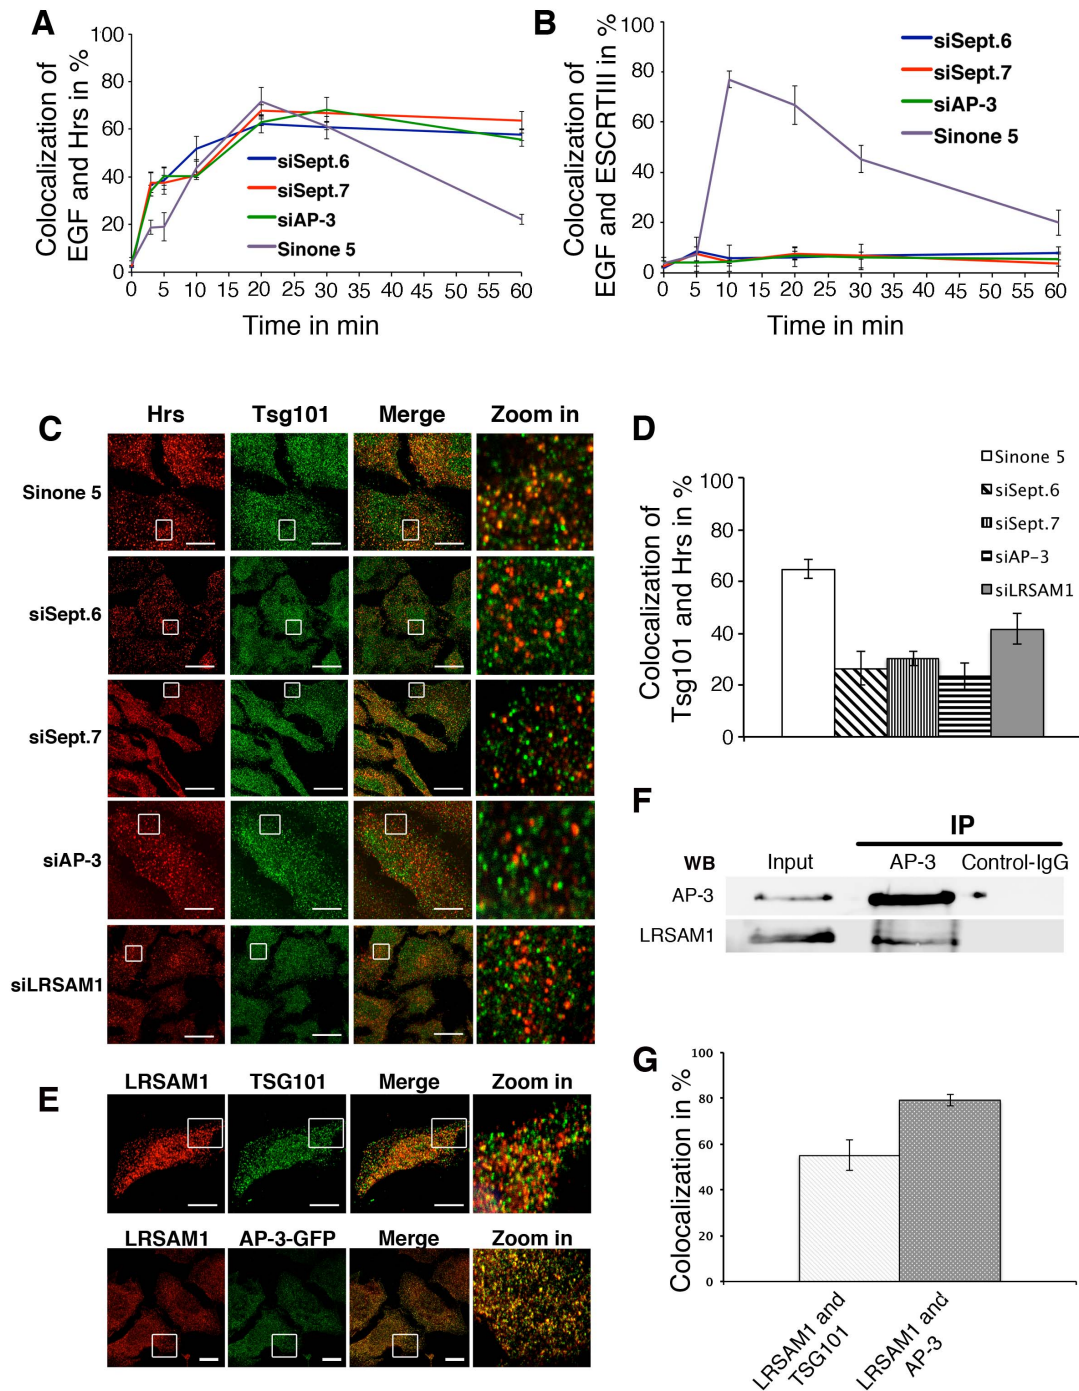 A
Colocalization of
EGF and Hrs in %
100
80
60
40
20
0
siSept.6
siSept.7
siAP-3
Sinone 5
0 5 10 15 20 25 30 35 40 45 50 55 60
Time in min
B
Colocalization of
EGF and ESCRTIII in %
100
80
60
40
20
0
siSept.6
siSept.7
siAP-3
Sinone 5
0 5 10 15 20 25 30 35 40 45 50 55 60
Time in min
C
Hrs Tsg101 Merge Zoom in
Sinone 5
siSept.6
siSept.7
siAP-3
siLRSAM1
D
Colocalization of
Tsg101 and Hrs in %
100
80
60
40
20
0
Sinone 5
siSept.6
siSept.7
siAP-3
siLRSAM1
E
LRSAM1 TSG101 Merge Zoom in
LRSAM1 AP-3-GFP Merge Zoom in
F
IP
WB Input AP-3 Control-IgG
AP-3
LRSAM1
G
Colocalization in %
100
80
60
40
20
0
LRSAM1 and
TSG101
LRSAM1 and
AP-3